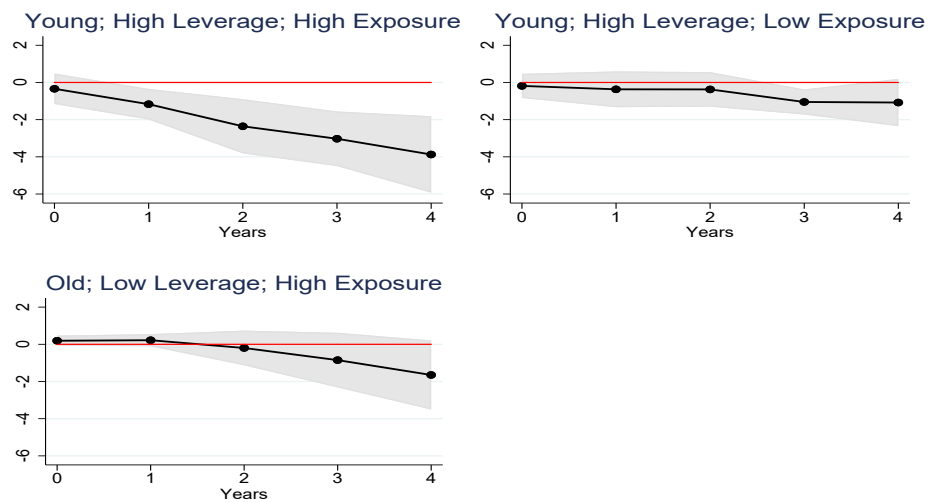 Young; High Leverage; High Exposure
2
0
-2
-4
-6
0 1 2 3 4
Years
Young; High Leverage; Low Exposure
2
0
-2
-4
-6
0 1 2 3 4
Years
Old; Low Leverage; High Exposure
2
0
-2
-4
-6
0 1 2 3 4
Years